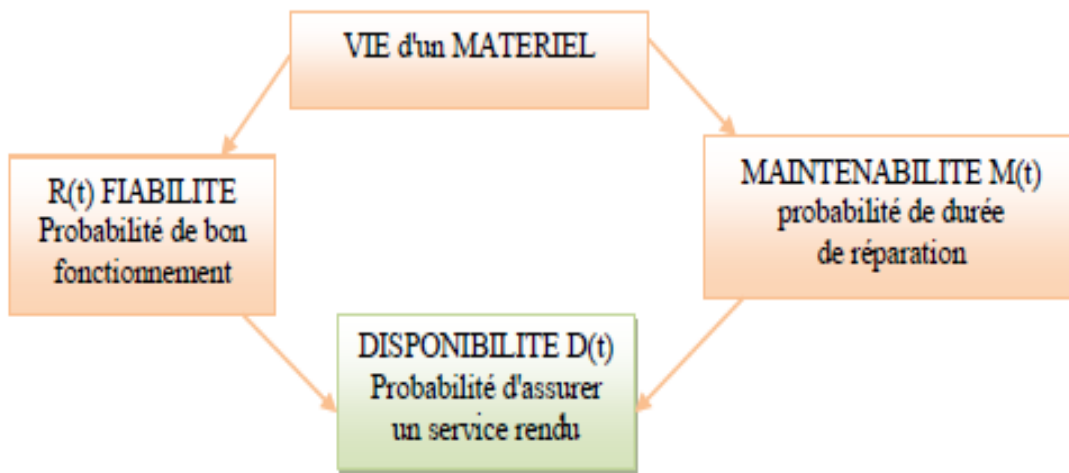 VIE d'un MATERIEL
R(t) FIABILITE
Probabilité de bon
fonctionnement
MAINTENABILITE M(t)
probabilité de durée
de réparation
DISPONIBILITE D(t)
Probabilité d'assurer
un service rendu